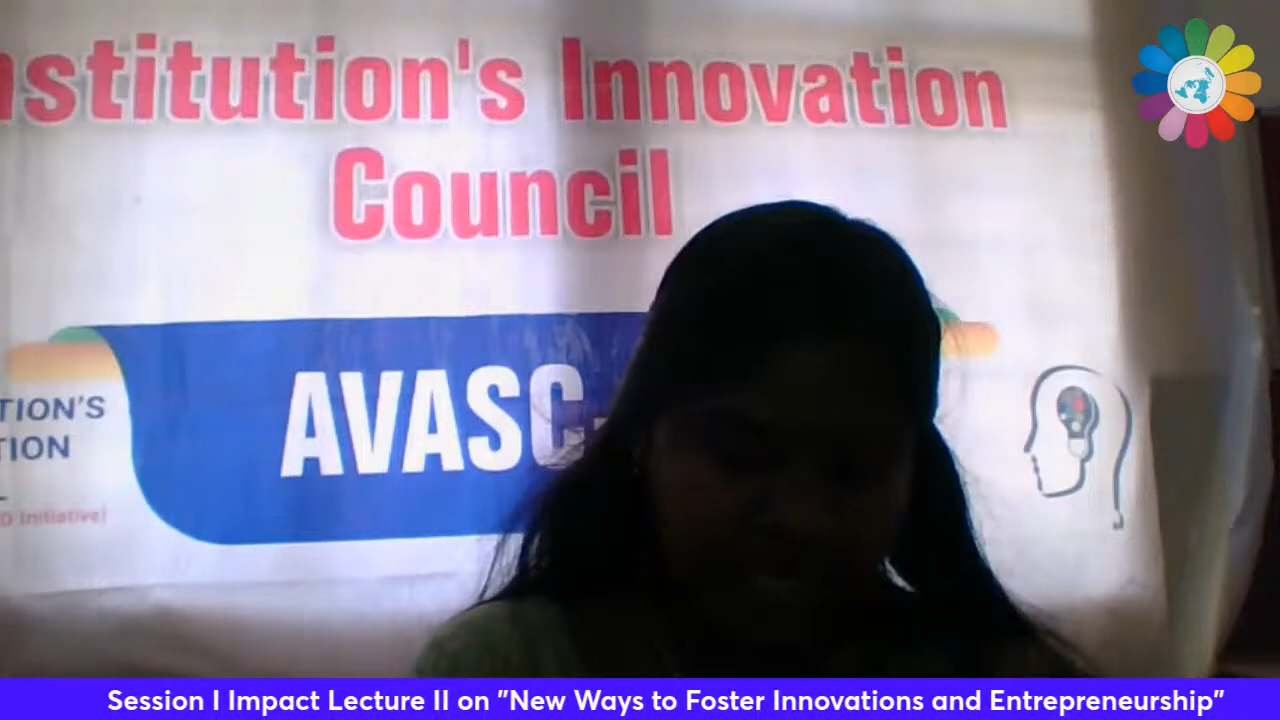 nstitution's Innovation
Council
AVASC-
TION'S
TION
L
D Initiative)
Session I Impact Lecture II on "New Ways to Foster Innovations and Entrepreneurship"